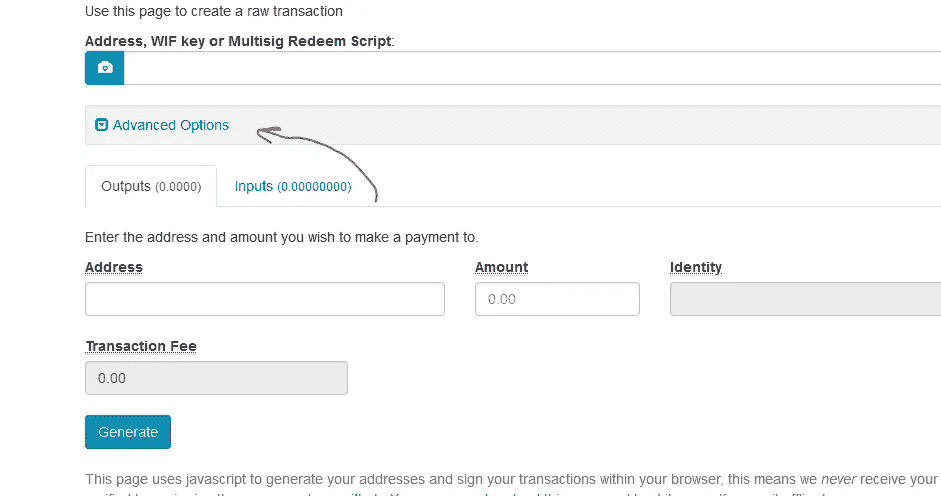 Use this page to create a raw transaction
Address, WIF key or Multisig Redeem Script:
Advanced Options
Outputs (0.0000) Inputs (0.00000000)
Enter the address and amount you wish to make a payment to.
Address Amount Identity
0.00
Transaction Fee
0.00
Generate
This page uses javascript to generate your addresses and sign your transactions within your browser, this means we never receive your